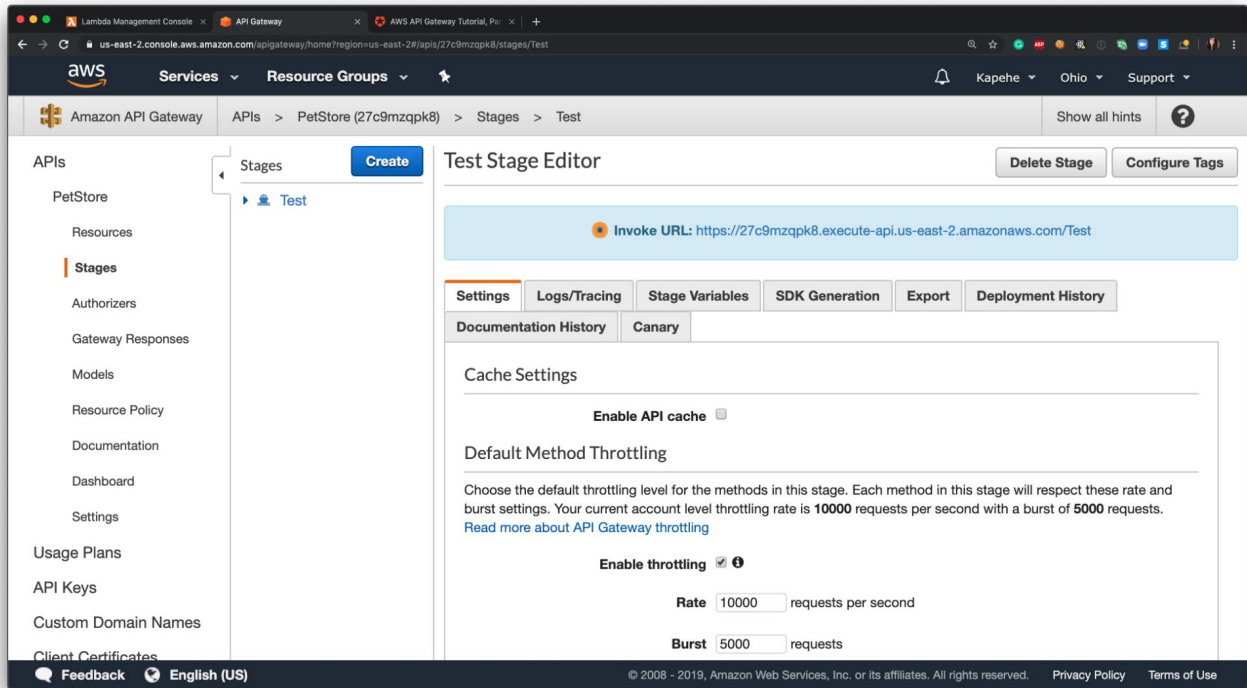 Lambda Management Console
API Gateway
AWS API Gateway Tutorial, Par
us-east-2.console.aws.amazon.com/apigateway/home?region=us-east-2#/apis/27c9mzqpk8/stages/Test
aws
Services
Resource Groups
Kapehe
Ohio
Support
Amazon API Gateway
APIs > PetStore (27c9mzqpk8) > Stages > Test
Show all hints
?
APIs
PetStore
Resources
Stages
Authorizers
Gateway Responses
Models
Resource Policy
Documentation
Dashboard
Settings
Usage Plans
API Keys
Custom Domain Names
Client Certificates
Stages
Create
Test
Test Stage Editor
Delete Stage
Configure Tags
Invoke URL: https://27c9mzqpk8.execute-api.us-east-2.amazonaws.com/Test
Settings
Logs/Tracing
Stage Variables
SDK Generation
Export
Deployment History
Documentation History
Canary
Cache Settings
Enable API cache
Default Method Throttling
Choose the default throttling level for the methods in this stage. Each method in this stage will respect these rate and
burst settings. Your current account level throttling rate is 10000 requests per second with a burst of 5000 requests.
Read more about API Gateway throttling
Enable throttling
Rate 10000 requests per second
Burst 5000 requests
Feedback
English (US)
© 2008 - 2019, Amazon Web Services, Inc. or its affiliates. All rights reserved.
Privacy Policy
Terms of Use